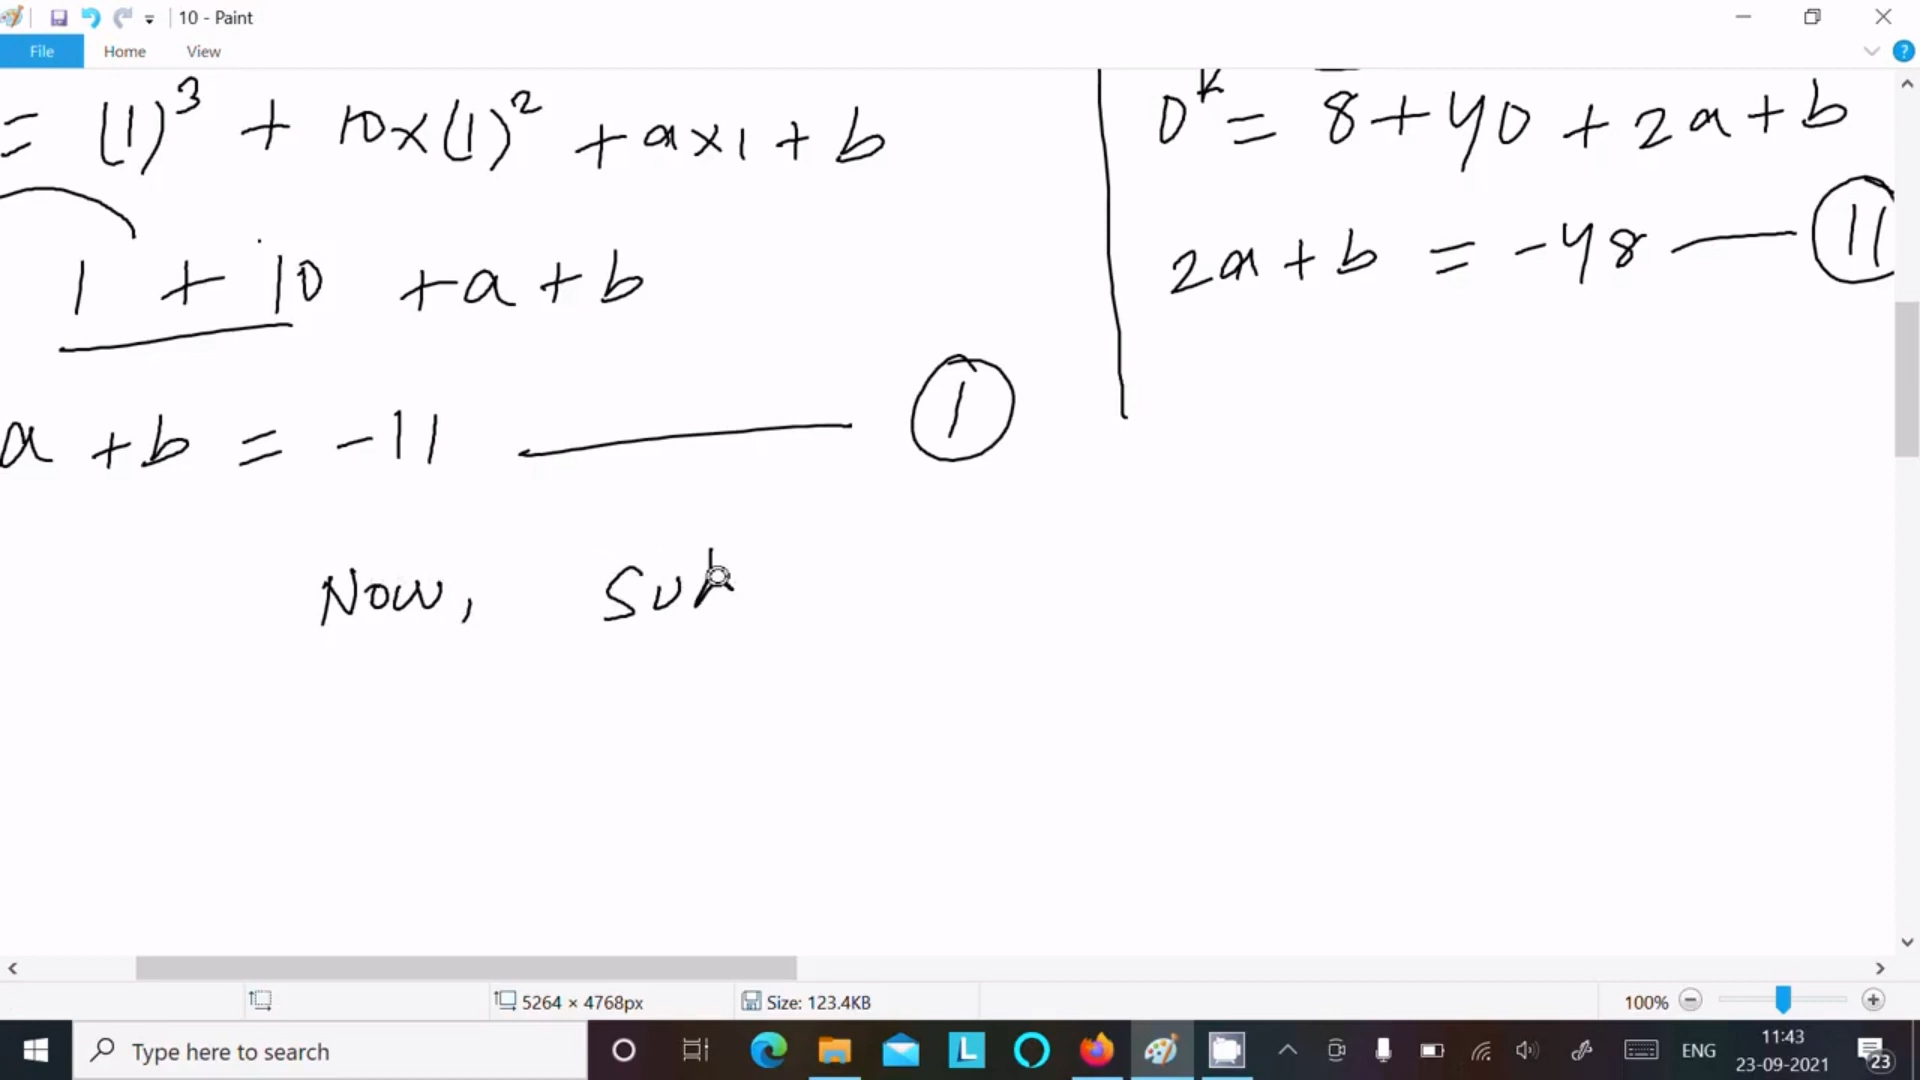 10 - Paint
File Home View
= (1)³ + 10×(1)² + a×1 + b
1 + 10 + a + b
a + b = -11 ——— ①
0 = 8 + 40 + 2a + b
2a + b = -48 ——— 11
Now, Sub
5264 × 4768px
Size: 123.4KB
100%
Type here to search
L
ENG
11:43
23-09-2021
23